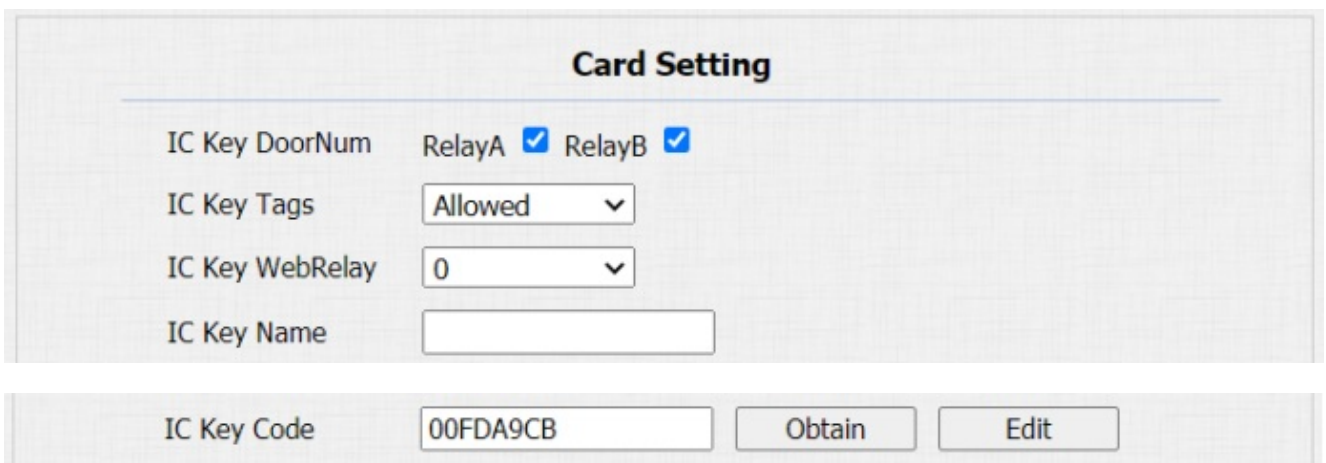 Card Setting
IC Key DoorNum RelayA RelayB
IC Key Tags Allowed
IC Key WebRelay 0
IC Key Name
IC Key Code 00FDA9CB Obtain Edit